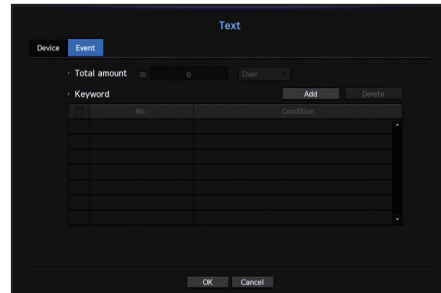 Text
Device Event
Total amount 0 Over
Keyword Add Delete
No. Condition
OK Cancel